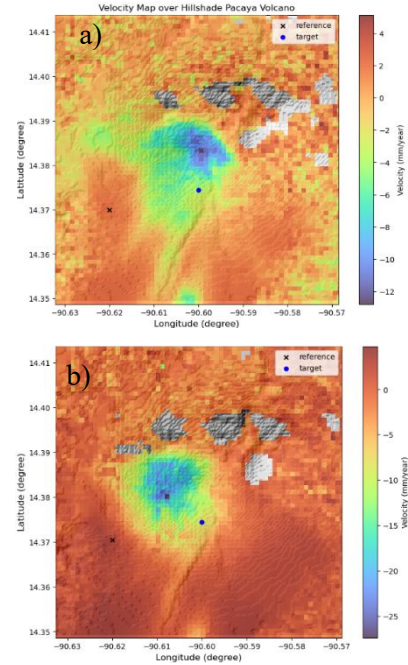 Velocity Map over Hillshade Pacaya Volcano
a)
× reference
target
14.41
14.40
14.39
14.38
14.37
14.36
14.35
Latitude (degree)
−90.63 −90.62 −90.61 −90.60 −90.59 −90.58 −90.57
Longitude (degree)
4
2
0
−2
−4
−6
−8
−10
−12
Velocity (mm/year)
b)
× reference
target
14.41
14.40
14.39
14.38
14.37
14.36
14.35
Latitude (degree)
−90.63 −90.62 −90.61 −90.60 −90.59 −90.58 −90.57
Longitude (degree)
0
−5
−10
−15
−20
−25
Velocity (mm/year)